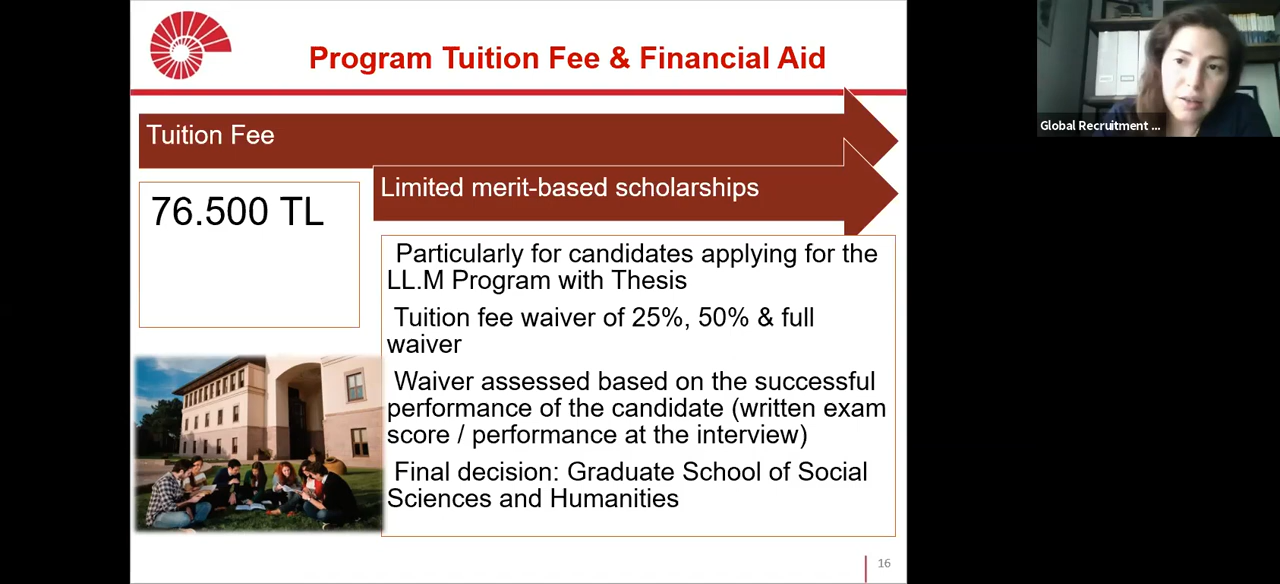 Program Tuition Fee & Financial Aid
Tuition Fee
76.500 TL
Limited merit-based scholarships
Particularly for candidates applying for the
LL.M Program with Thesis
Tuition fee waiver of 25%, 50% & full
waiver
Waiver assessed based on the successful
performance of the candidate (written exam
score / performance at the interview)
Final decision: Graduate School of Social
Sciences and Humanities
16
Global Recruitment ...